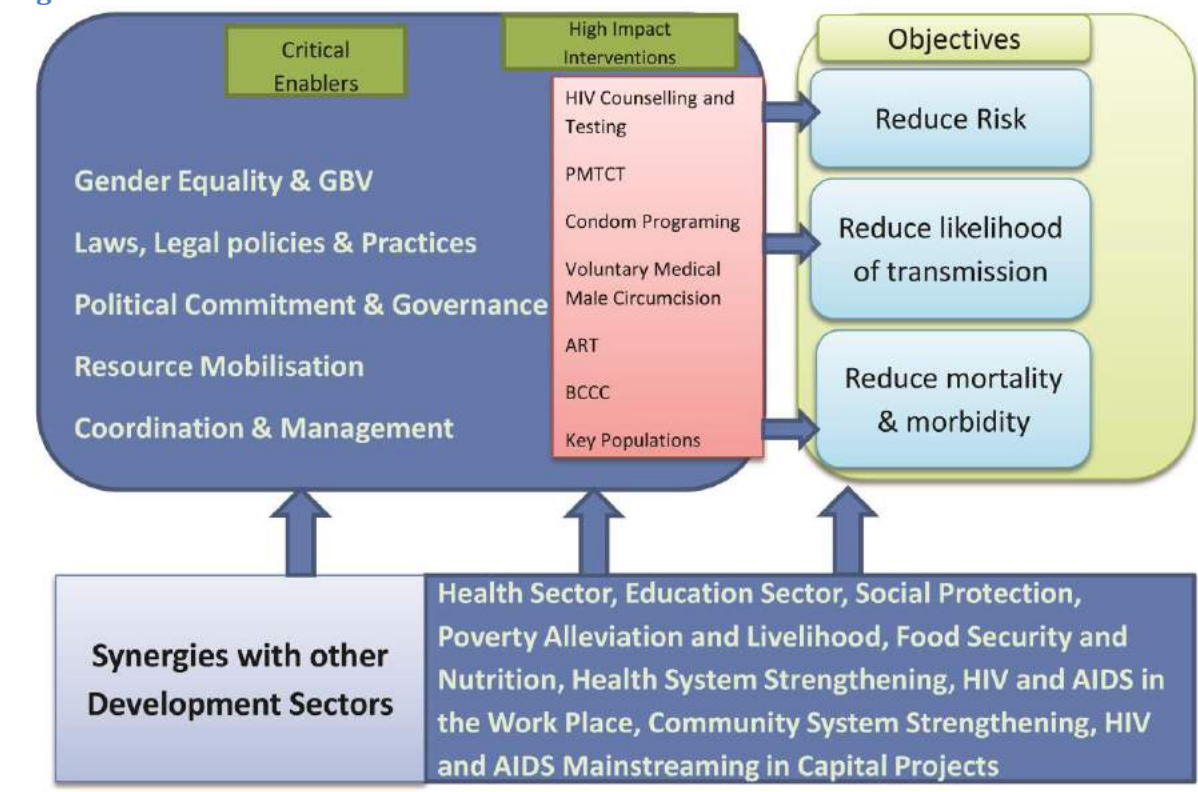 Critical
Enablers
Gender Equality & GBV
Laws, Legal policies & Practices
Political Commitment & Governance
Resource Mobilisation
Coordination & Management
High Impact
Interventions
HIV Counselling and
Testing
PMTCT
Condom Programing
Voluntary Medical
Male Circumcision
ART
BCCC
Key Populations
Objectives
Reduce Risk
Reduce likelihood
of transmission
Reduce mortality
& morbidity
Synergies with other
Development Sectors
Health Sector, Education Sector, Social Protection,
Poverty Alleviation and Livelihood, Food Security and
Nutrition, Health System Strengthening, HIV and AIDS in
the Work Place, Community System Strengthening, HIV
and AIDS Mainstreaming in Capital Projects